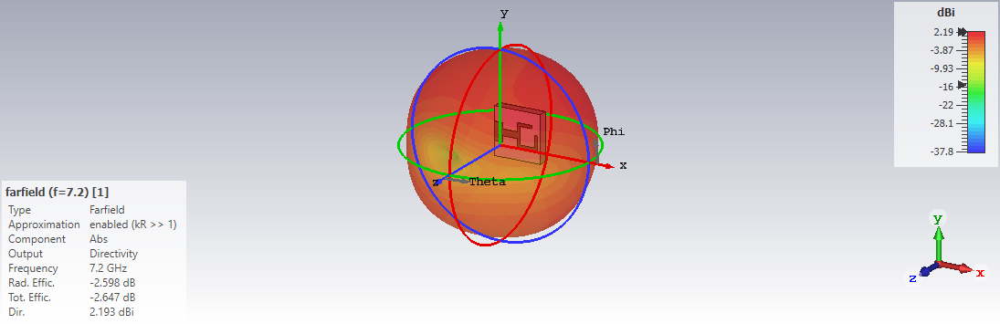 y
Phi
x
z
Theta
dBi
2.19
-3.87
-9.93
-16
-22
-28.1
-37.8
farfield (f=7.2) [1]
Type Farfield
Approximation enabled (kR >> 1)
Component Abs
Output Directivity
Frequency 7.2 GHz
Rad. Effic. -2.598 dB
Tot. Effic. -2.647 dB
Dir. 2.193 dBi
y
x
z